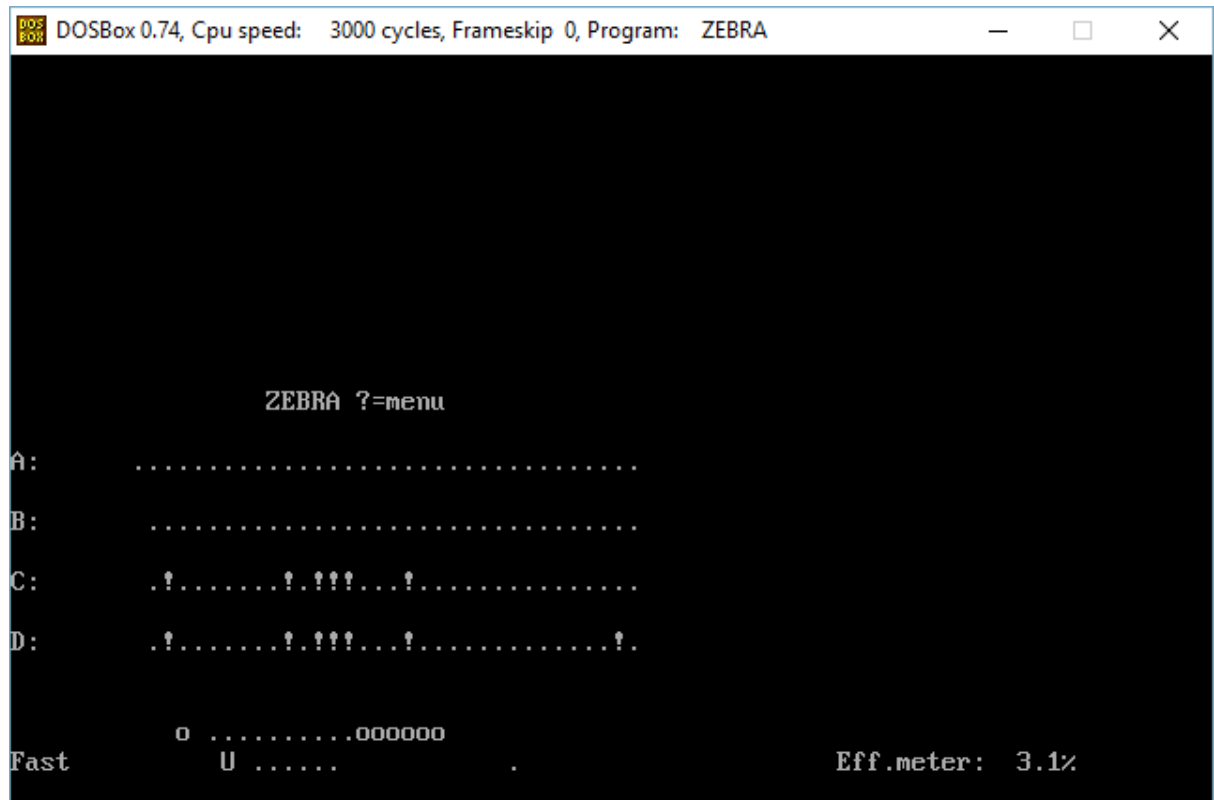 DOSBox 0.74, Cpu speed: 3000 cycles, Frameskip 0, Program: ZEBRA
ZEBRA ?=menu
A: ..................................
B: .................................
C: .!.......!.!!!...!...............
D: .!.......!.!!!...!.............!.
o ..........oooooo
Fast U ...... . Eff.meter: 3.1%